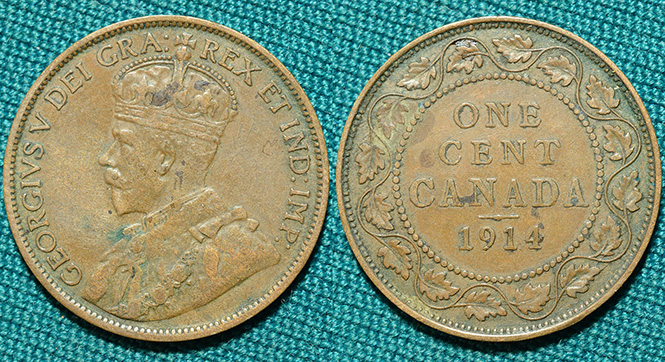 GEORGIVS V DEI GRA: REX ET IND: IMP:
ONE
CENT
CANADA
1914